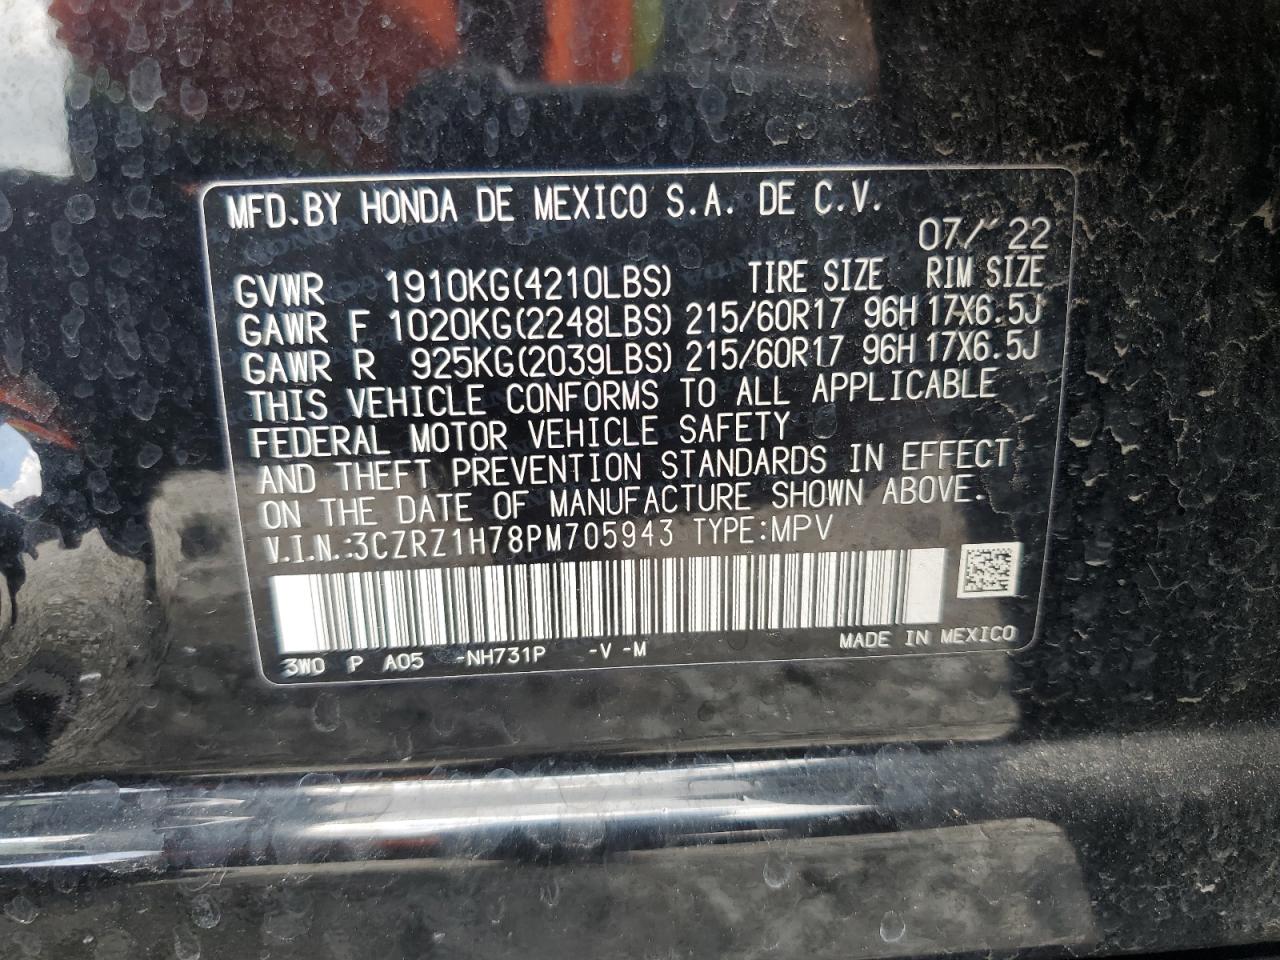 MFD.BY HONDA DE MEXICO S.A. DE C.V.
07/'22
GVWR 1910KG(4210LBS) TIRE SIZE RIM SIZE
GAWR F 1020KG(2248LBS) 215/60R17 96H 17X6.5J
GAWR R 925KG(2039LBS) 215/60R17 96H 17X6.5J
THIS VEHICLE CONFORMS TO ALL APPLICABLE
FEDERAL MOTOR VEHICLE SAFETY
AND THEFT PREVENTION STANDARDS IN EFFECT
ON THE DATE OF MANUFACTURE SHOWN ABOVE.
V.I.N.:3CZRZ1H78PM705943 TYPE:MPV
3W0 P A05 -NH731P -V -M MADE IN MEXICO